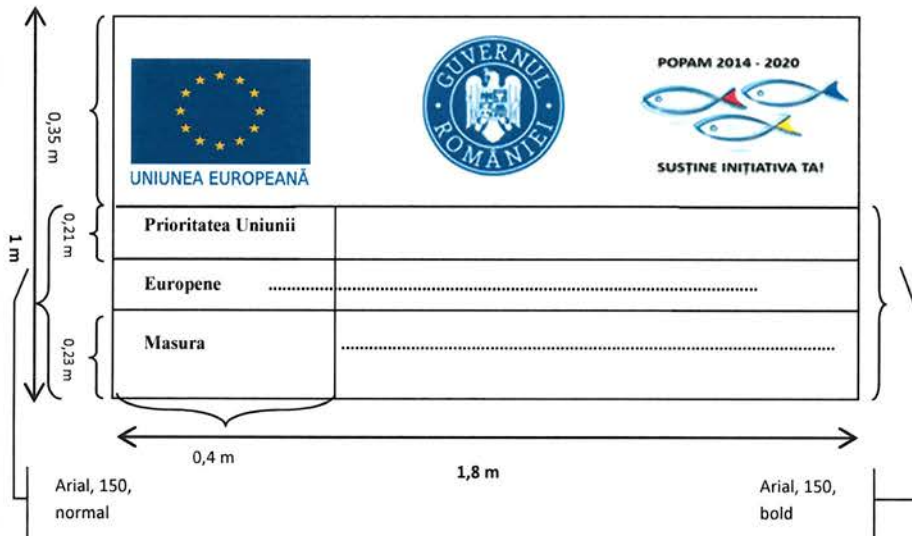 POPAM 2014 - 2020
GUVERNUL ROMÂNIEI
UNIUNEA EUROPEANĂ
SUSȚINE INIȚIATIVA TA!
0,35 m
1 m
0,21 m
Prioritatea Uniunii
Europene ..........
Masura ..........
0,23 m
0,4 m
1,8 m
Arial, 150,
normal
Arial, 150,
bold